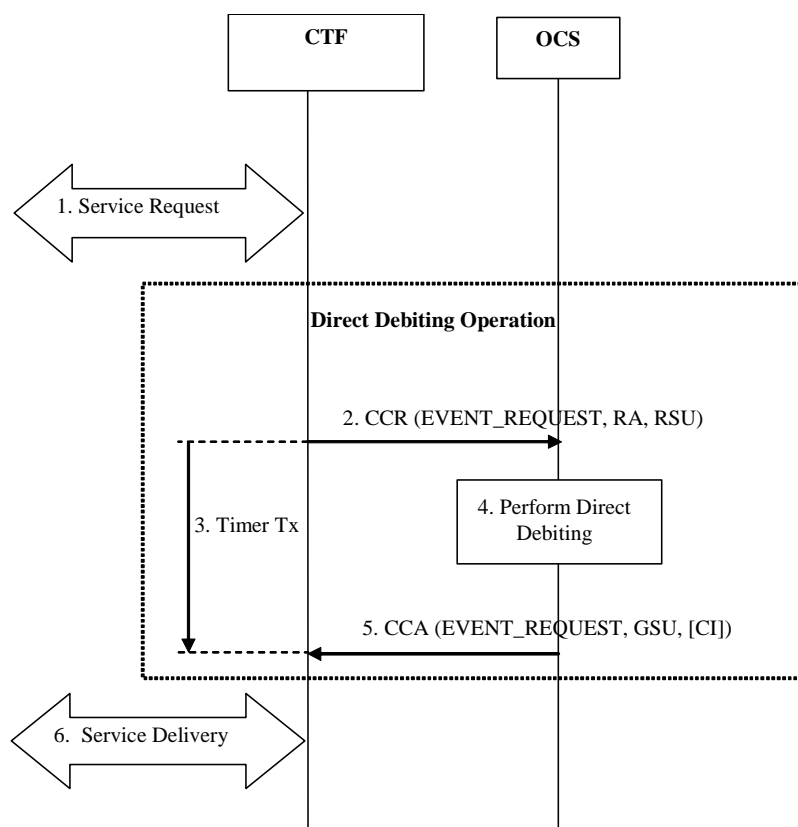 CTF
OCS
1. Service Request
Direct Debiting Operation
2. CCR (EVENT_REQUEST, RA, RSU)
3. Timer Tx
4. Perform Direct
Debiting
5. CCA (EVENT_REQUEST, GSU, [CI])
6. Service Delivery